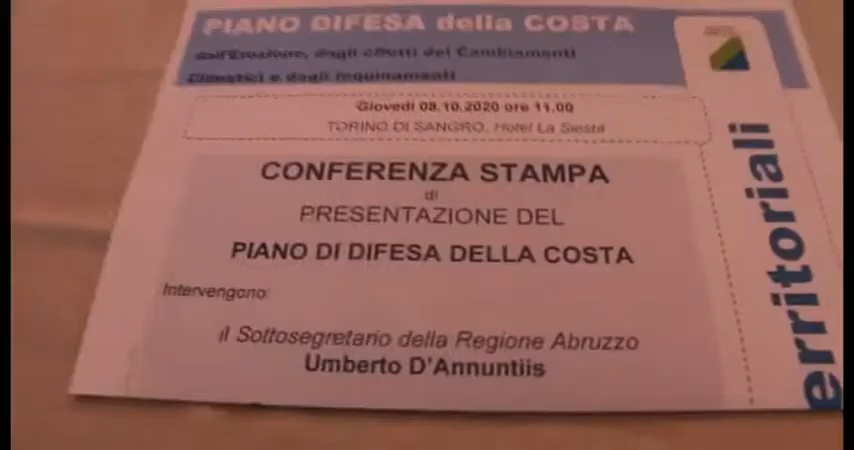 PIANO DIFESA della COSTA
dall'Erosione, dagli effetti dei Cambiamenti
Climatici e dagli Inquinamenti
Giovedì 08.10.2020 ore 11.00
TORINO DI SANGRO, Hotel La Siesta
CONFERENZA STAMPA
di
PRESENTAZIONE DEL
PIANO DI DIFESA DELLA COSTA
Intervengono:
il Sottosegretario della Regione Abruzzo
Umberto D'Annuntiis
erritoriali